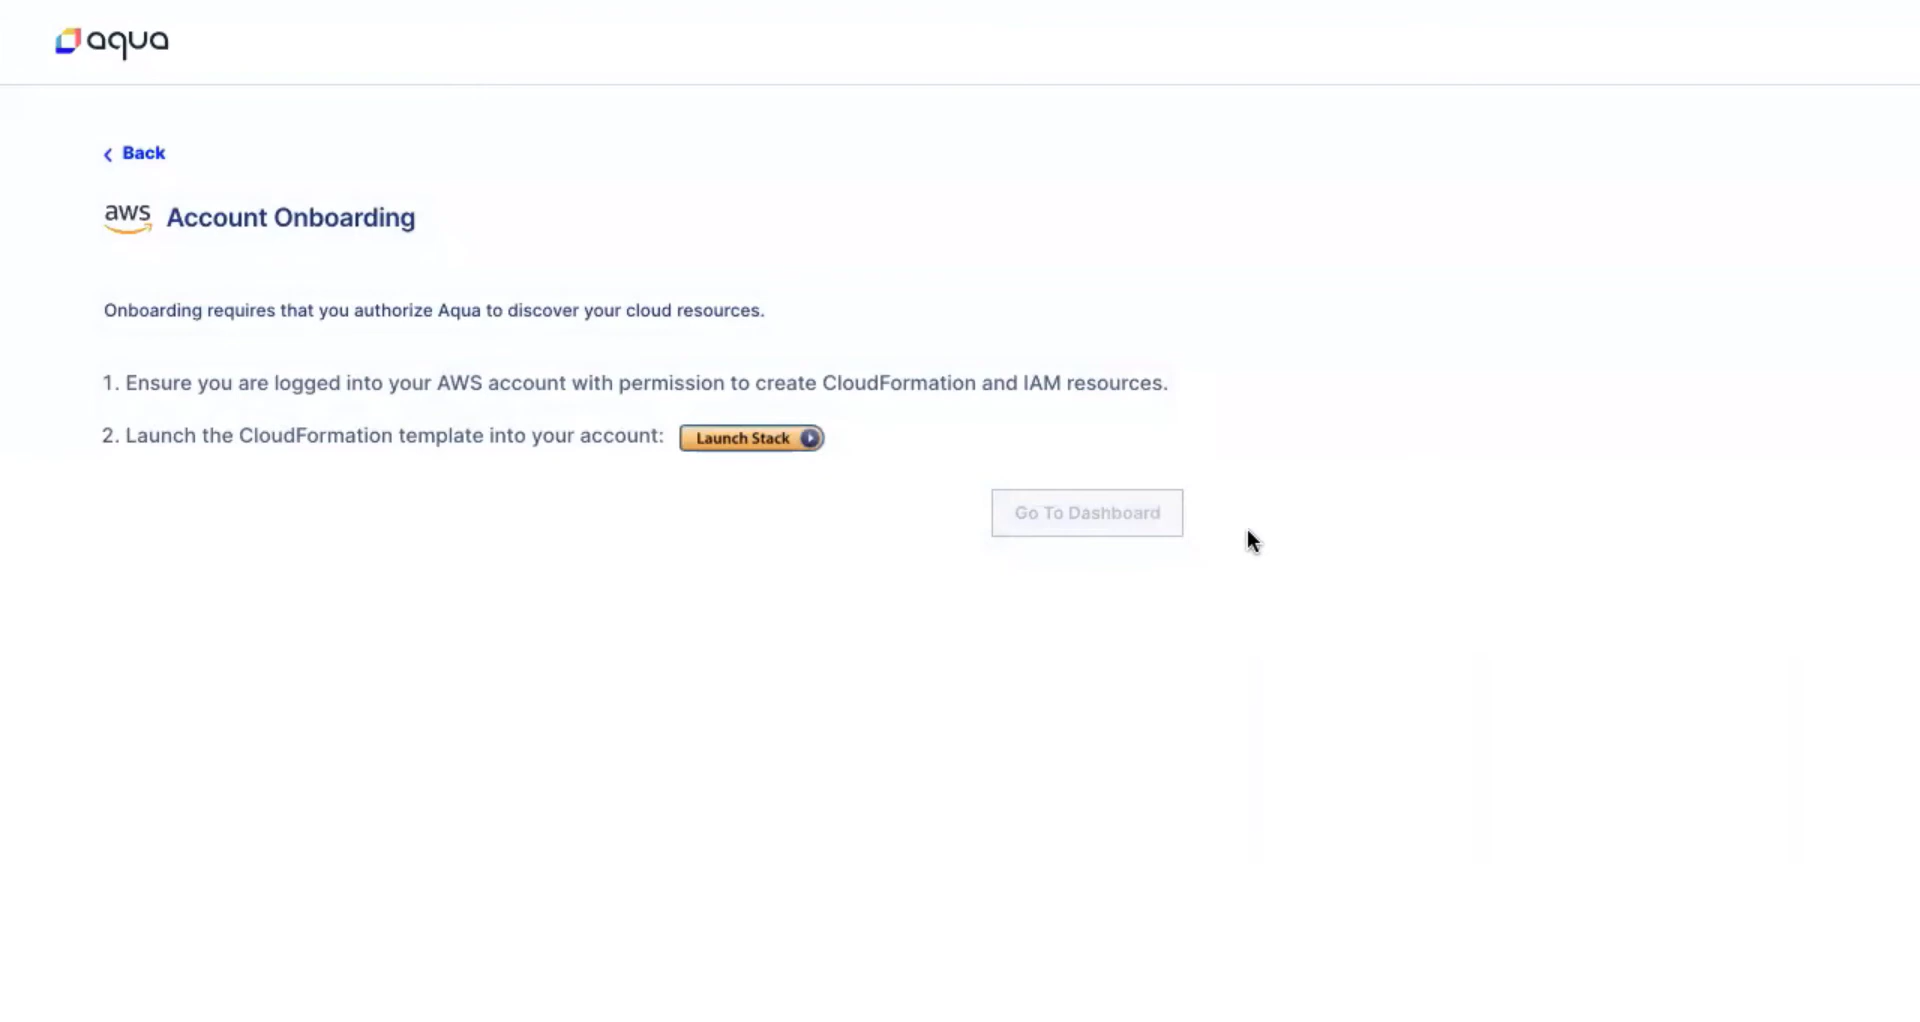 aqua
Back
aws Account Onboarding
Onboarding requires that you authorize Aqua to discover your cloud resources.
1. Ensure you are logged into your AWS account with permission to create CloudFormation and IAM resources.
2. Launch the CloudFormation template into your account: Launch Stack
Go To Dashboard